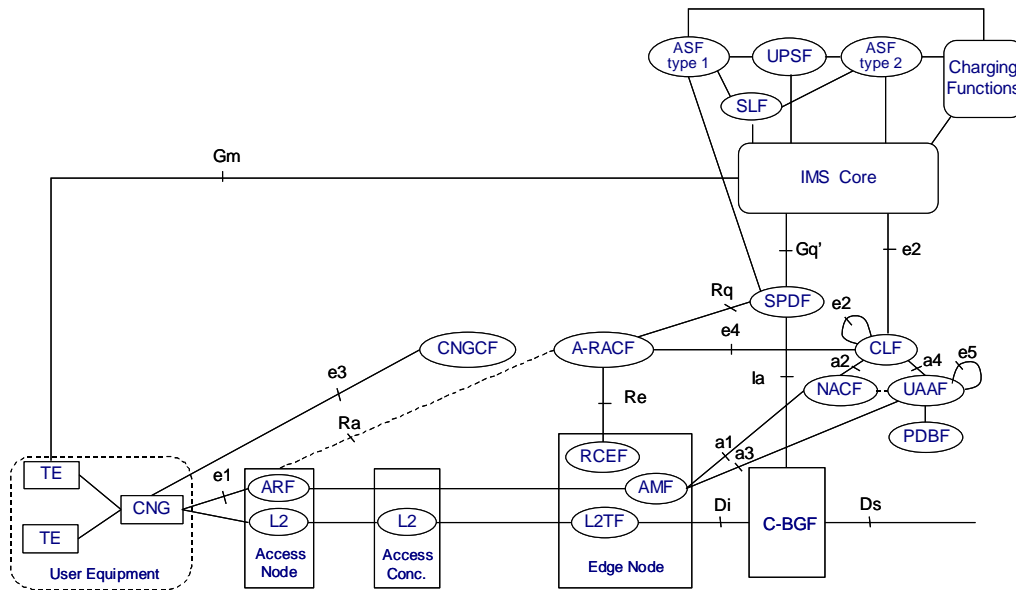 ASF
type 1
UPSF
ASF
type 2
Charging
Functions
SLF
Gm
IMS Core
Gq’
e2
Rq
SPDF
e2
CNGCF
A-RACF
e4
CLF
e3
a2
a4
e5
Ia
NACF
UAAF
Ra
Re
PDBF
RCEF
a1
a3
TE
e1
ARF
AMF
CNG
Di
Ds
TE
L2
L2
L2TF
C-BGF
User Equipment
Access
Node
Access
Conc.
Edge Node